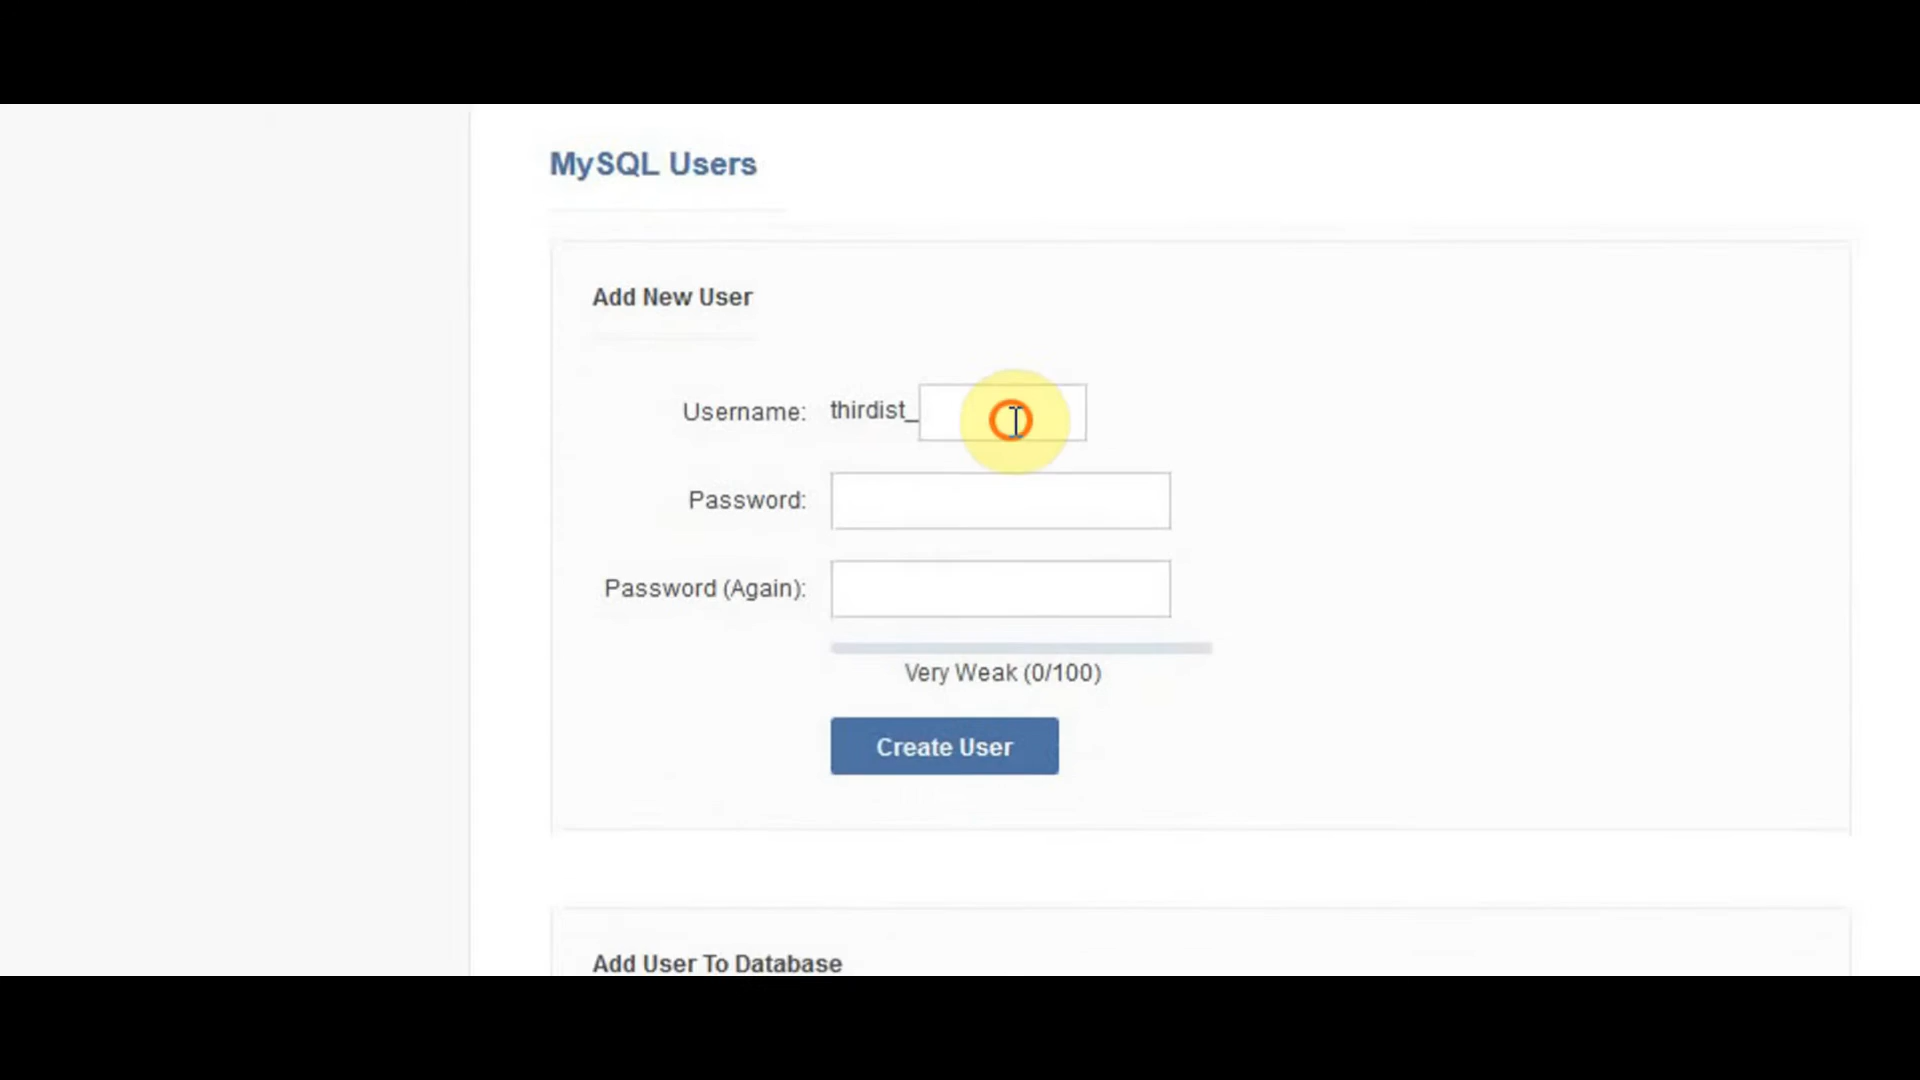 MySQL Users
Add New User
Username: thirdist_
Password:
Password (Again):
Very Weak (0/100)
Create User
Add User To Database